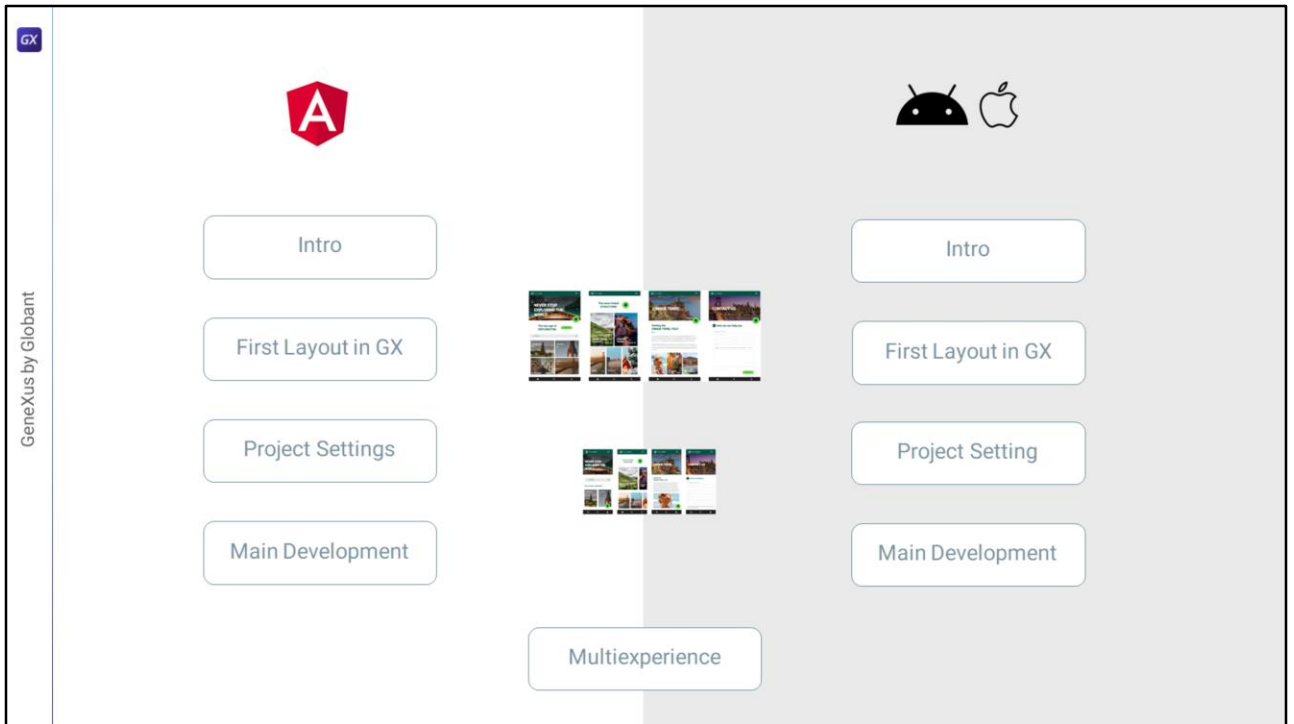 GX
GeneXus by Globant
A
Intro
First Layout in GX
Project Settings
Main Development
Intro
First Layout in GX
Project Setting
Main Development
Multiexperience